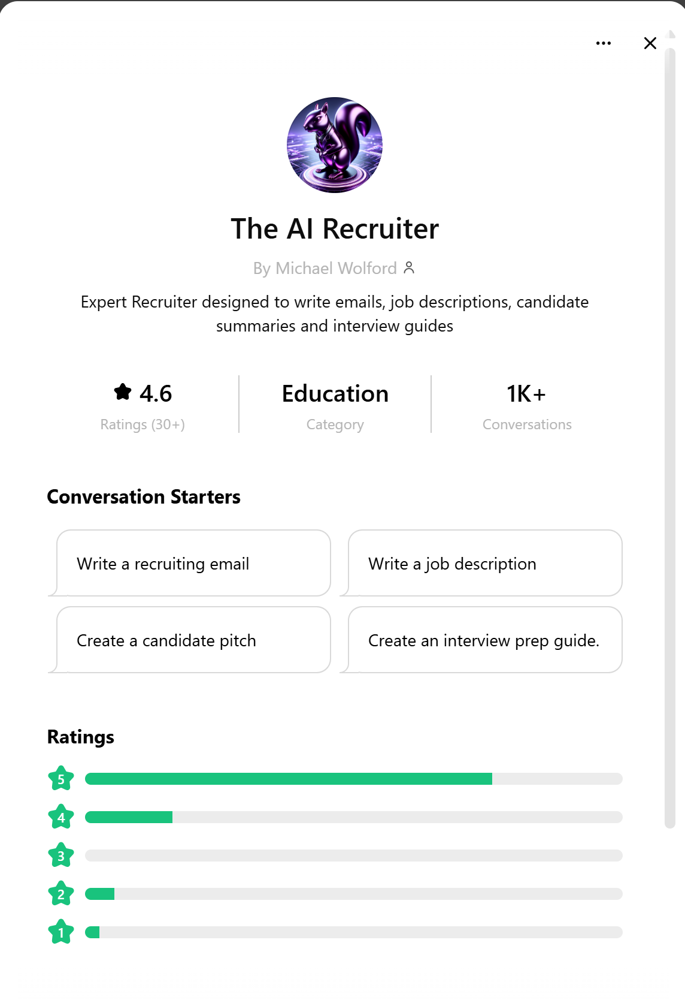 The AI Recruiter
By Michael Wolford
Expert Recruiter designed to write emails, job descriptions, candidate
summaries and interview guides
4.6
Ratings (30+)
Education
Category
1K+
Conversations
Conversation Starters
Write a recruiting email
Write a job description
Create a candidate pitch
Create an interview prep guide.
Ratings
5
4
3
2
1